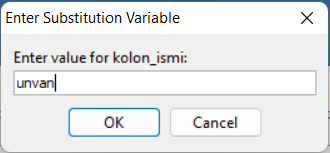 Enter Substitution Variable
Enter value for kolon_ismi:
unvan
OK
Cancel